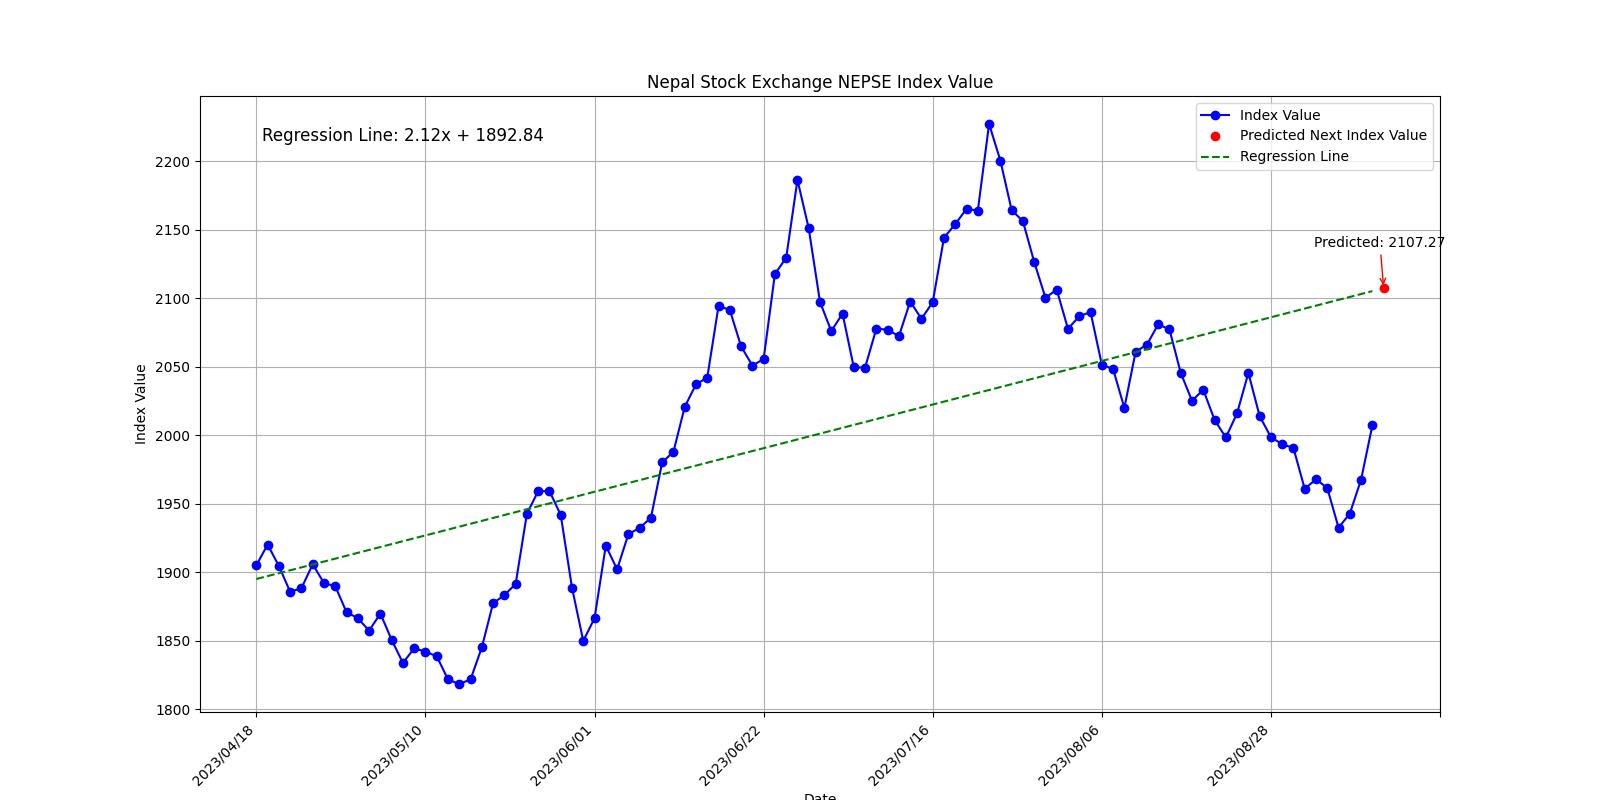 Nepal Stock Exchange NEPSE Index Value
Regression Line: 2.12x + 1892.84
Index Value
Predicted Next Index Value
Regression Line
Predicted: 2107.27
Index Value
2200
2150
2100
2050
2000
1950
1900
1850
1800
2023/04/18
2023/05/10
2023/06/01
2023/06/22
2023/07/16
2023/08/06
2023/08/28
Date